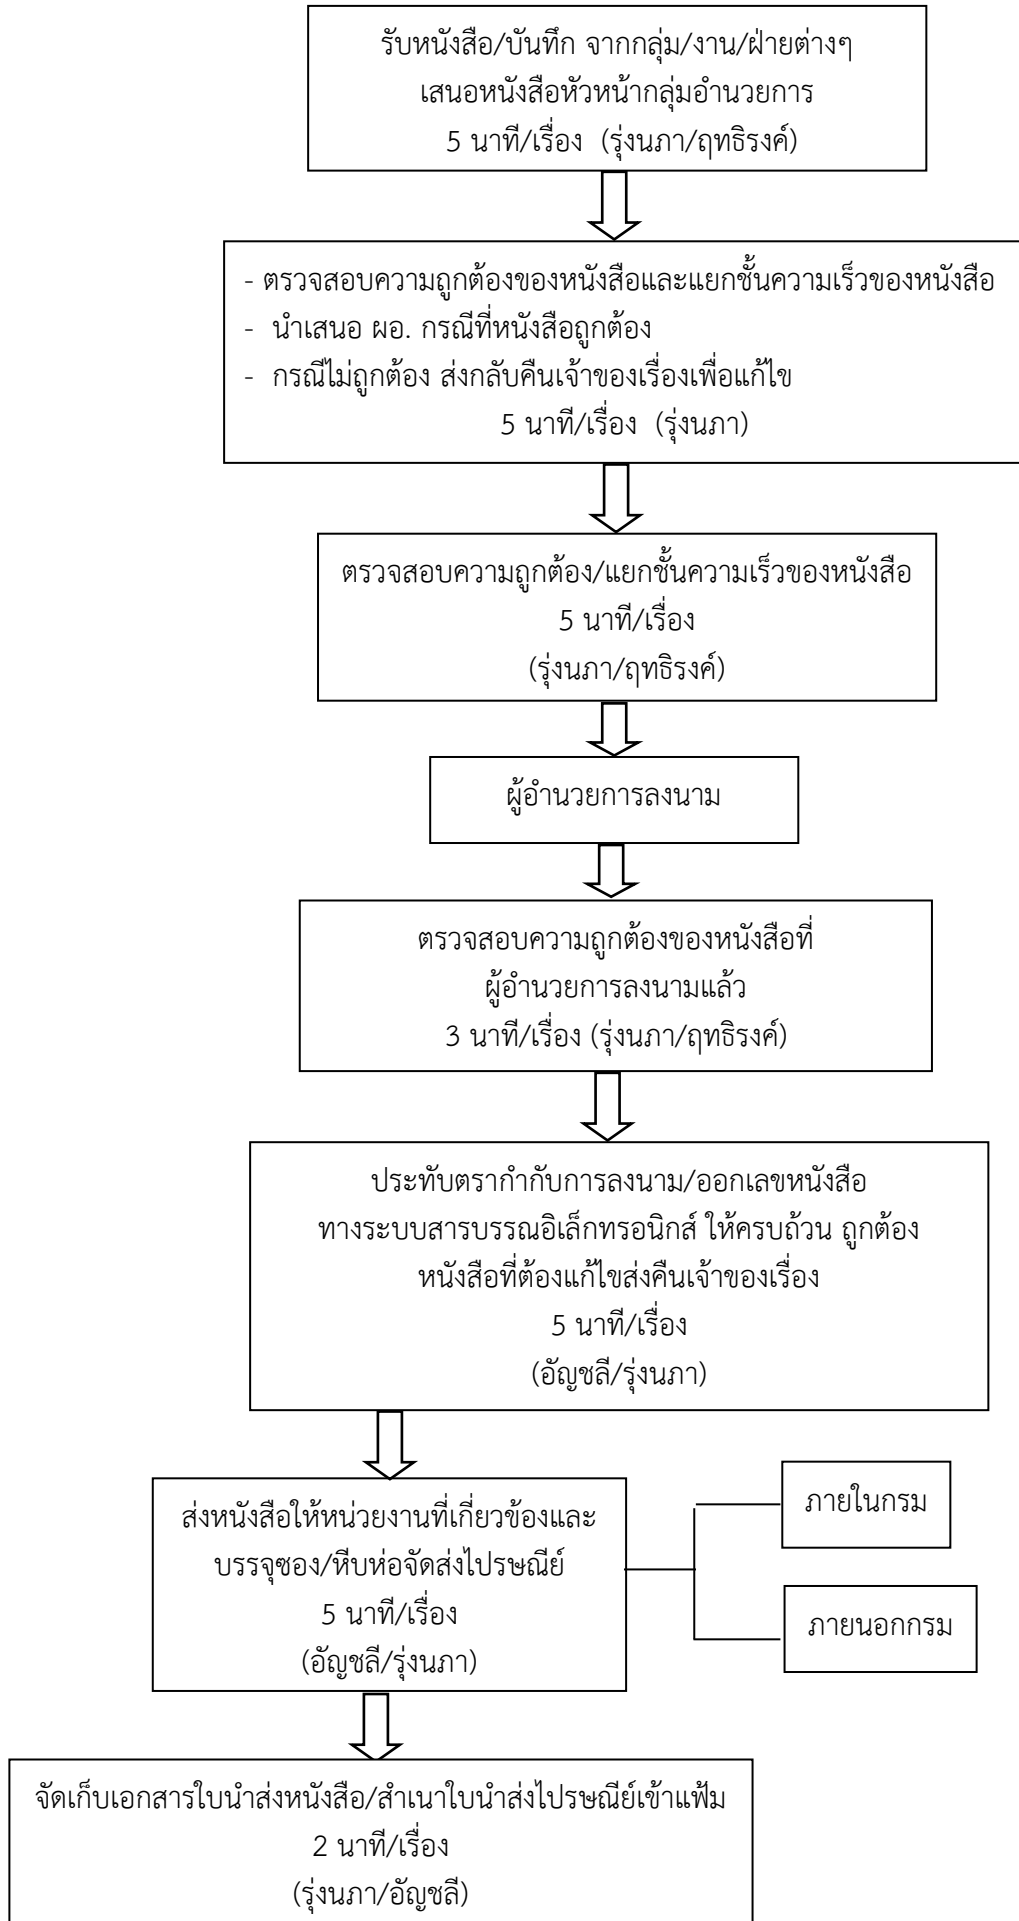 รับหนังสือ/บันทึก จากกลุ่ม/งาน/ฝ่ายต่างๆ
เสนอหนังสือหัวหน้ากลุ่มอำนวยการ
5 นาที/เรื่อง (รุ่งนภา/ฤทธิรงค์)
- ตรวจสอบความถูกต้องของหนังสือและแยกชั้นความเร็วของหนังสือ
- นำเสนอ ผอ. กรณีที่หนังสือถูกต้อง
- กรณีไม่ถูกต้อง ส่งกลับคืนเจ้าของเรื่องเพื่อแก้ไข
5 นาที/เรื่อง (รุ่งนภา)
ตรวจสอบความถูกต้อง/แยกชั้นความเร็วของหนังสือ
5 นาที/เรื่อง
(รุ่งนภา/ฤทธิรงค์)
ผู้อำนวยการลงนาม
ตรวจสอบความถูกต้องของหนังสือที่
ผู้อำนวยการลงนามแล้ว
3 นาที/เรื่อง (รุ่งนภา/ฤทธิรงค์)
ประทับตรากำกับการลงนาม/ออกเลขหนังสือ
ทางระบบสารบรรณอิเล็กทรอนิกส์ ให้ครบถ้วน ถูกต้อง
หนังสือที่ต้องแก้ไขส่งคืนเจ้าของเรื่อง
5 นาที/เรื่อง
(อัญชลี/รุ่งนภา)
ส่งหนังสือให้หน่วยงานที่เกี่ยวข้องและ
บรรจุซอง/หีบห่อจัดส่งไปรษณีย์
5 นาที/เรื่อง
(อัญชลี/รุ่งนภา)
ภายในกรม
ภายนอกกรม
จัดเก็บเอกสารใบนำส่งหนังสือ/สำเนาใบนำส่งไปรษณีย์เข้าแฟ้ม
2 นาที/เรื่อง
(รุ่งนภา/อัญชลี)